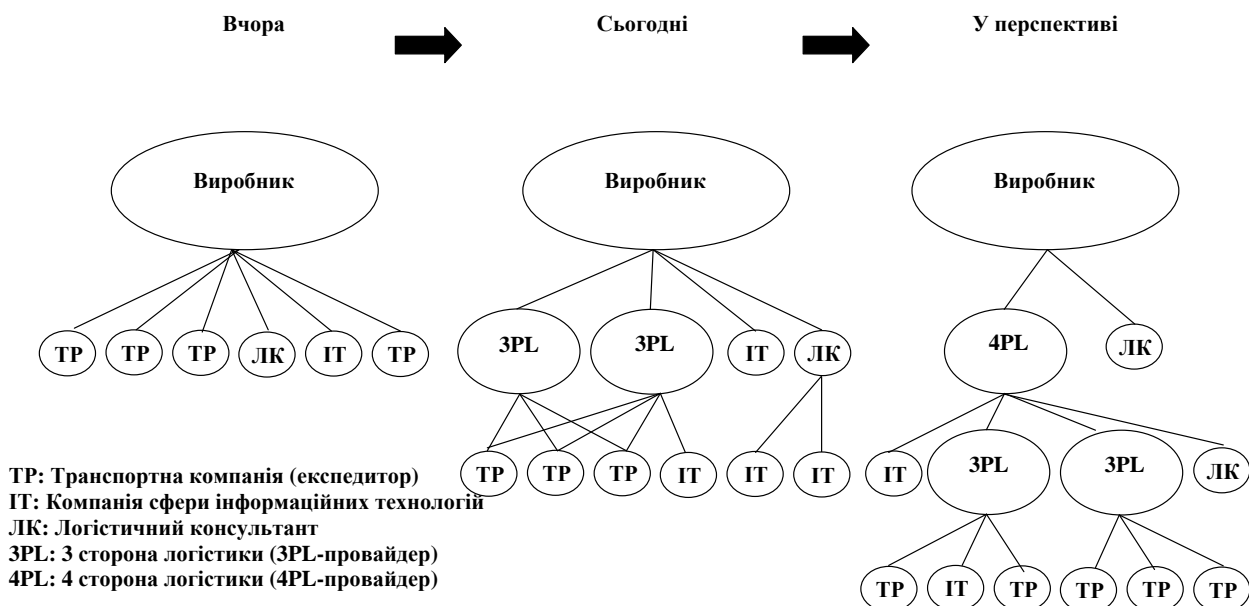 Вчора Сьогодні У перспективі
Виробник Виробник Виробник
ТР ТР ТР ЛК ІТ ТР 3PL 3PL ІТ ЛК 4PL ЛК
ТР ТР ТР ІТ ІТ ІТ ІТ 3PL 3PL ЛК
ТР: Транспортна компанія (експедитор)
ІТ: Компанія сфери інформаційних технологій
ЛК: Логістичний консультант
3PL: 3 сторона логістики (3PL-провайдер)
4PL: 4 сторона логістики (4PL-провайдер)
ТР ІТ ТР ТР ТР ТР